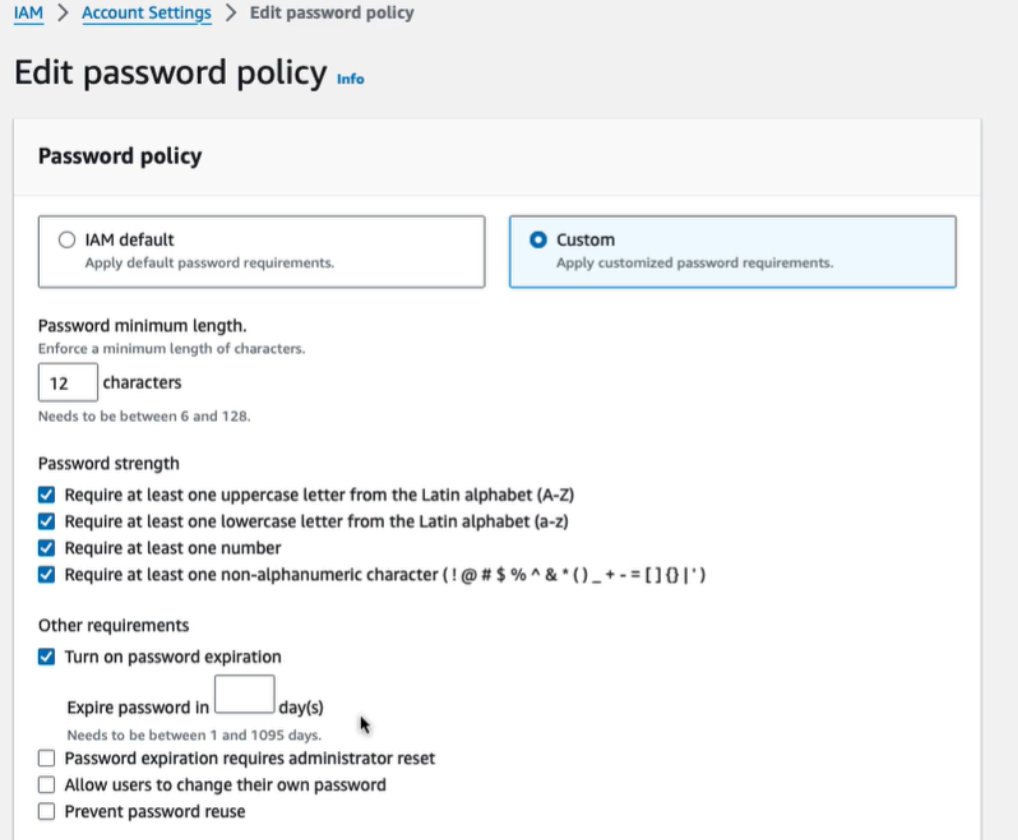 IAM > Account Settings > Edit password policy
Edit password policy Info
Password policy
IAM default
Apply default password requirements.
Custom
Apply customized password requirements.
Password minimum length.
Enforce a minimum length of characters.
12 characters
Needs to be between 6 and 128.
Password strength
Require at least one uppercase letter from the Latin alphabet (A-Z)
Require at least one lowercase letter from the Latin alphabet (a-z)
Require at least one number
Require at least one non-alphanumeric character ( ! @ # $ % ^ & * ( ) _ + - = [ ] { } | ' )
Other requirements
Turn on password expiration
Expire password in day(s)
Needs to be between 1 and 1095 days.
Password expiration requires administrator reset
Allow users to change their own password
Prevent password reuse